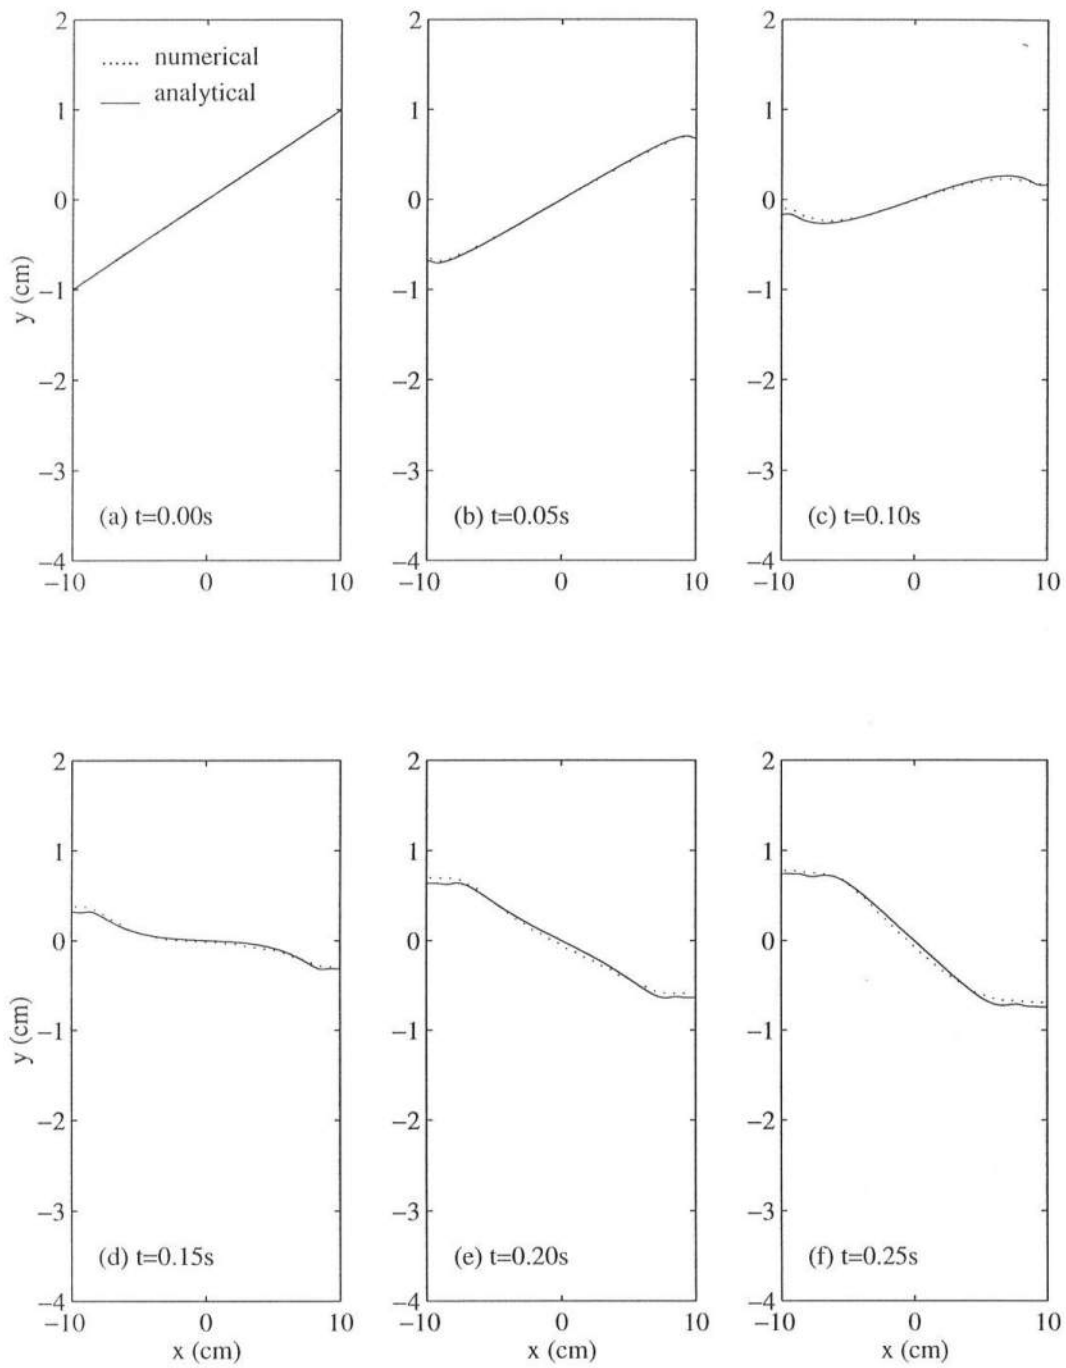 2
1
0
−1
−2
−3
−4
y (cm)
...... numerical
analytical
(a) t=0.00s
−10 0 10
2
1
0
−1
−2
−3
−4
(b) t=0.05s
−10 0 10
2
1
0
−1
−2
−3
−4
(c) t=0.10s
−10 0 10
2
1
0
−1
−2
−3
−4
y (cm)
(d) t=0.15s
−10 0 10
x (cm)
2
1
0
−1
−2
−3
−4
(e) t=0.20s
−10 0 10
x (cm)
2
1
0
−1
−2
−3
−4
(f) t=0.25s
−10 0 10
x (cm)